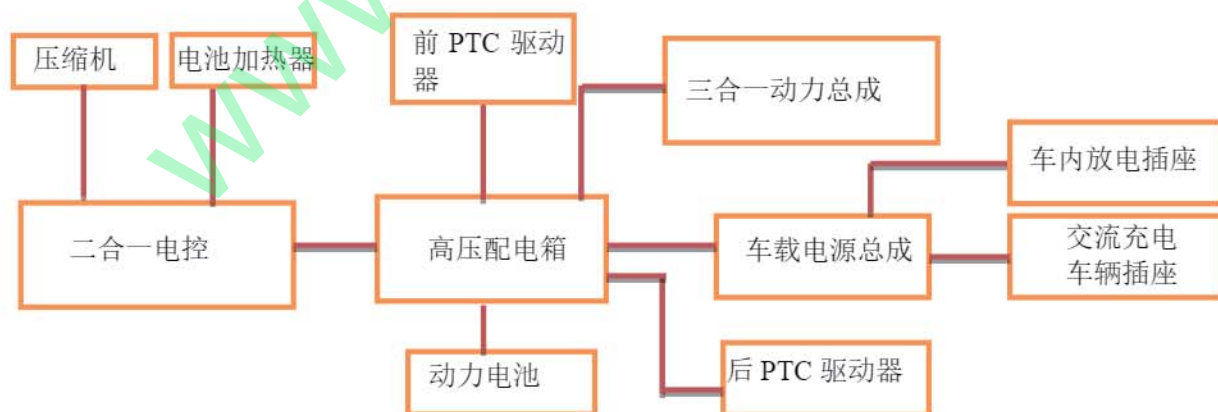 压缩机
电池加热器
前 PTC 驱动
器
三合一动力总成
车内放电插座
二合一电控
高压配电箱
车载电源总成
交流充电
车辆插座
动力电池
后 PTC 驱动器
www